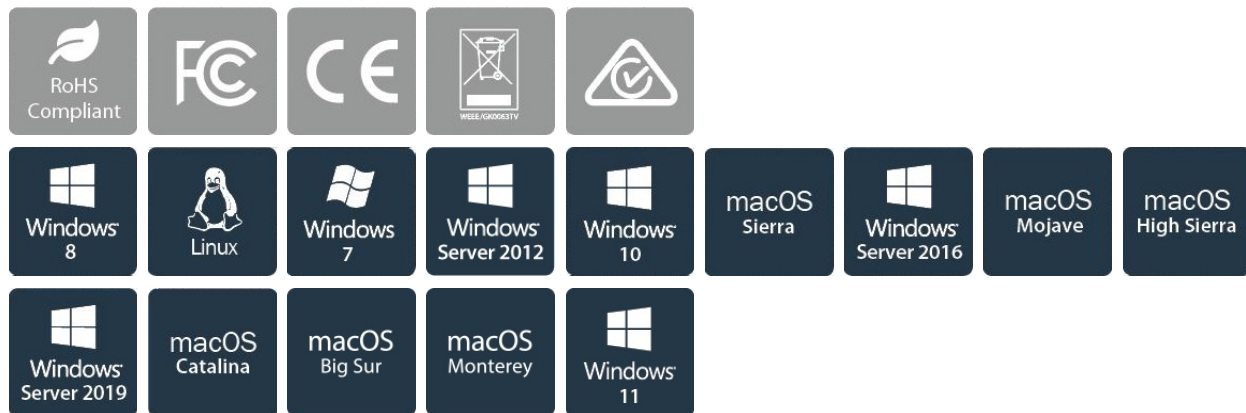 RoHS
Compliant
FC
CE
WEEE/GK0063TV
Windows
8
Linux
Windows
7
Windows
Server 2012
Windows
10
macOS
Sierra
Windows
Server 2016
macOS
Mojave
macOS
High Sierra
Windows
Server 2019
macOS
Catalina
macOS
Big Sur
macOS
Monterey
Windows
11